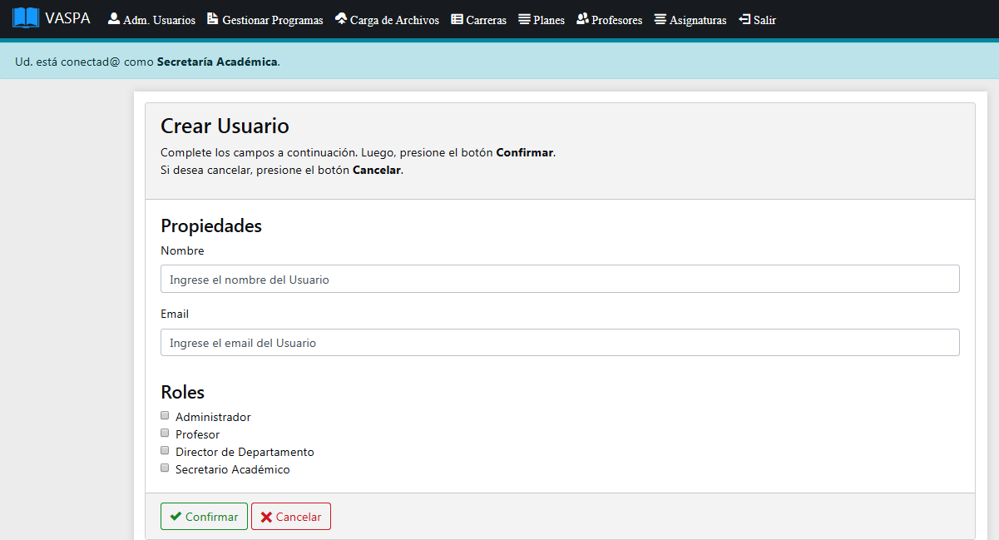 VASPA Adm. Usuarios Gestionar Programas Carga de Archivos Carreras Planes Profesores Asignaturas Salir
Ud. está conectad@ como Secretaría Académica.
Crear Usuario
Complete los campos a continuación. Luego, presione el botón Confirmar.
Si desea cancelar, presione el botón Cancelar.
Propiedades
Nombre
Ingrese el nombre del Usuario
Email
Ingrese el email del Usuario
Roles
Administrador
Profesor
Director de Departamento
Secretario Académico
Confirmar Cancelar